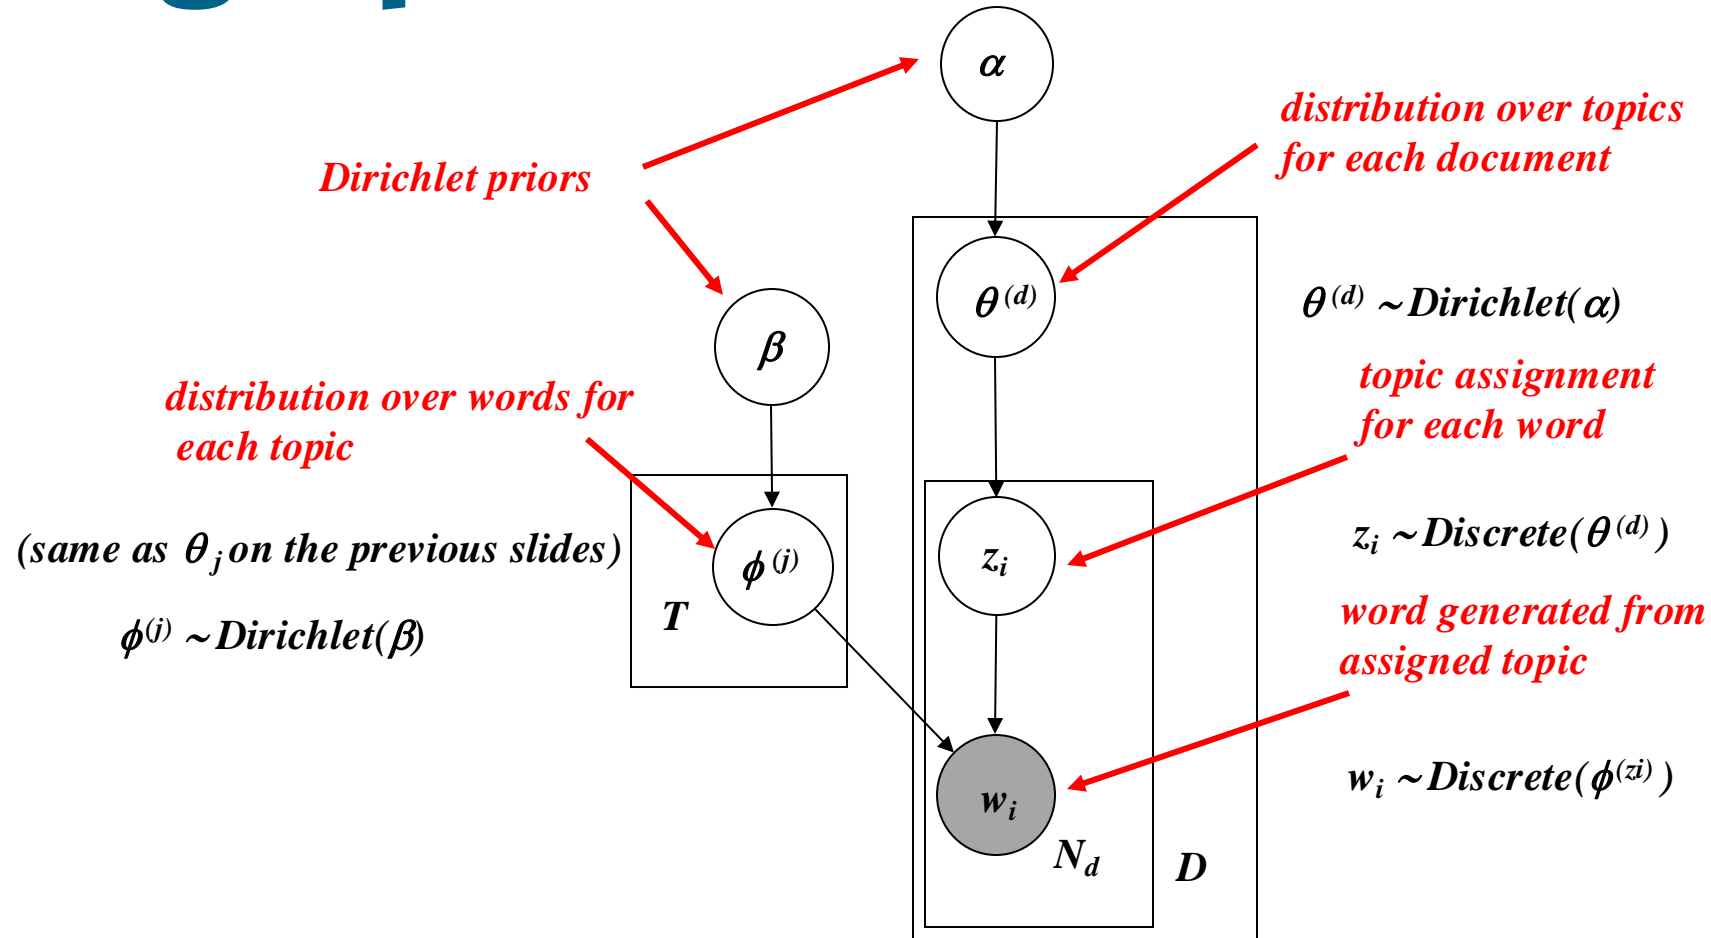 α
distribution over topics
for each document
Dirichlet priors
θ (d)
θ (d) ~Dirichlet(α)
β
topic assignment
for each word
distribution over words for
each topic
(same as θ j on the previous slides)
ϕ (j)
zi
zi ~Discrete(θ (d) )
T
ϕ(j) ~Dirichlet(β)
word generated from
assigned topic
wi
wi ~Discrete(ϕ(zi) )
Nd
D